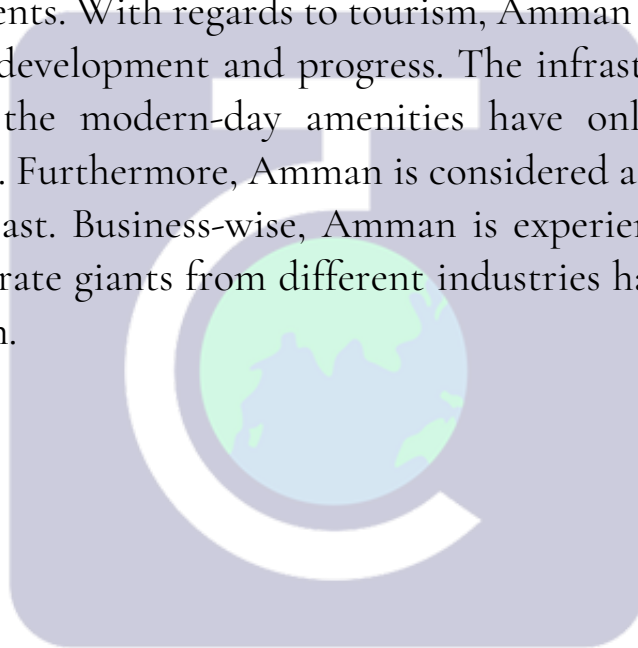 ents. With regards to tourism, Amman
development and progress. The infrast
the modern-day amenities have onl
. Furthermore, Amman is considered a
ast. Business-wise, Amman is experien
rate giants from different industries ha
n.